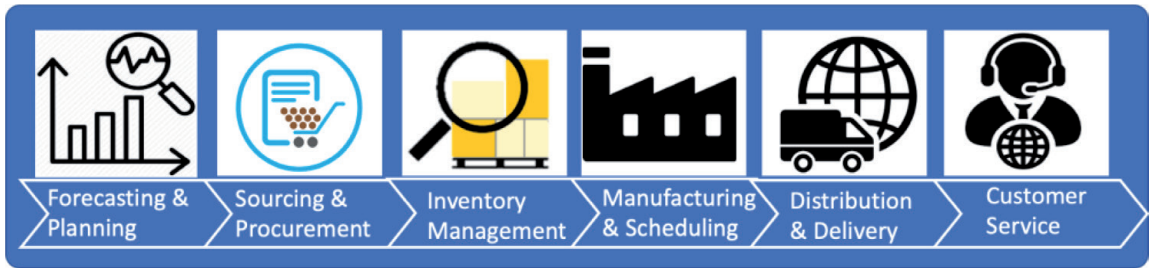 Forecasting &
Planning
Sourcing &
Procurement
Inventory
Management
Manufacturing
& Scheduling
Distribution
& Delivery
Customer
Service